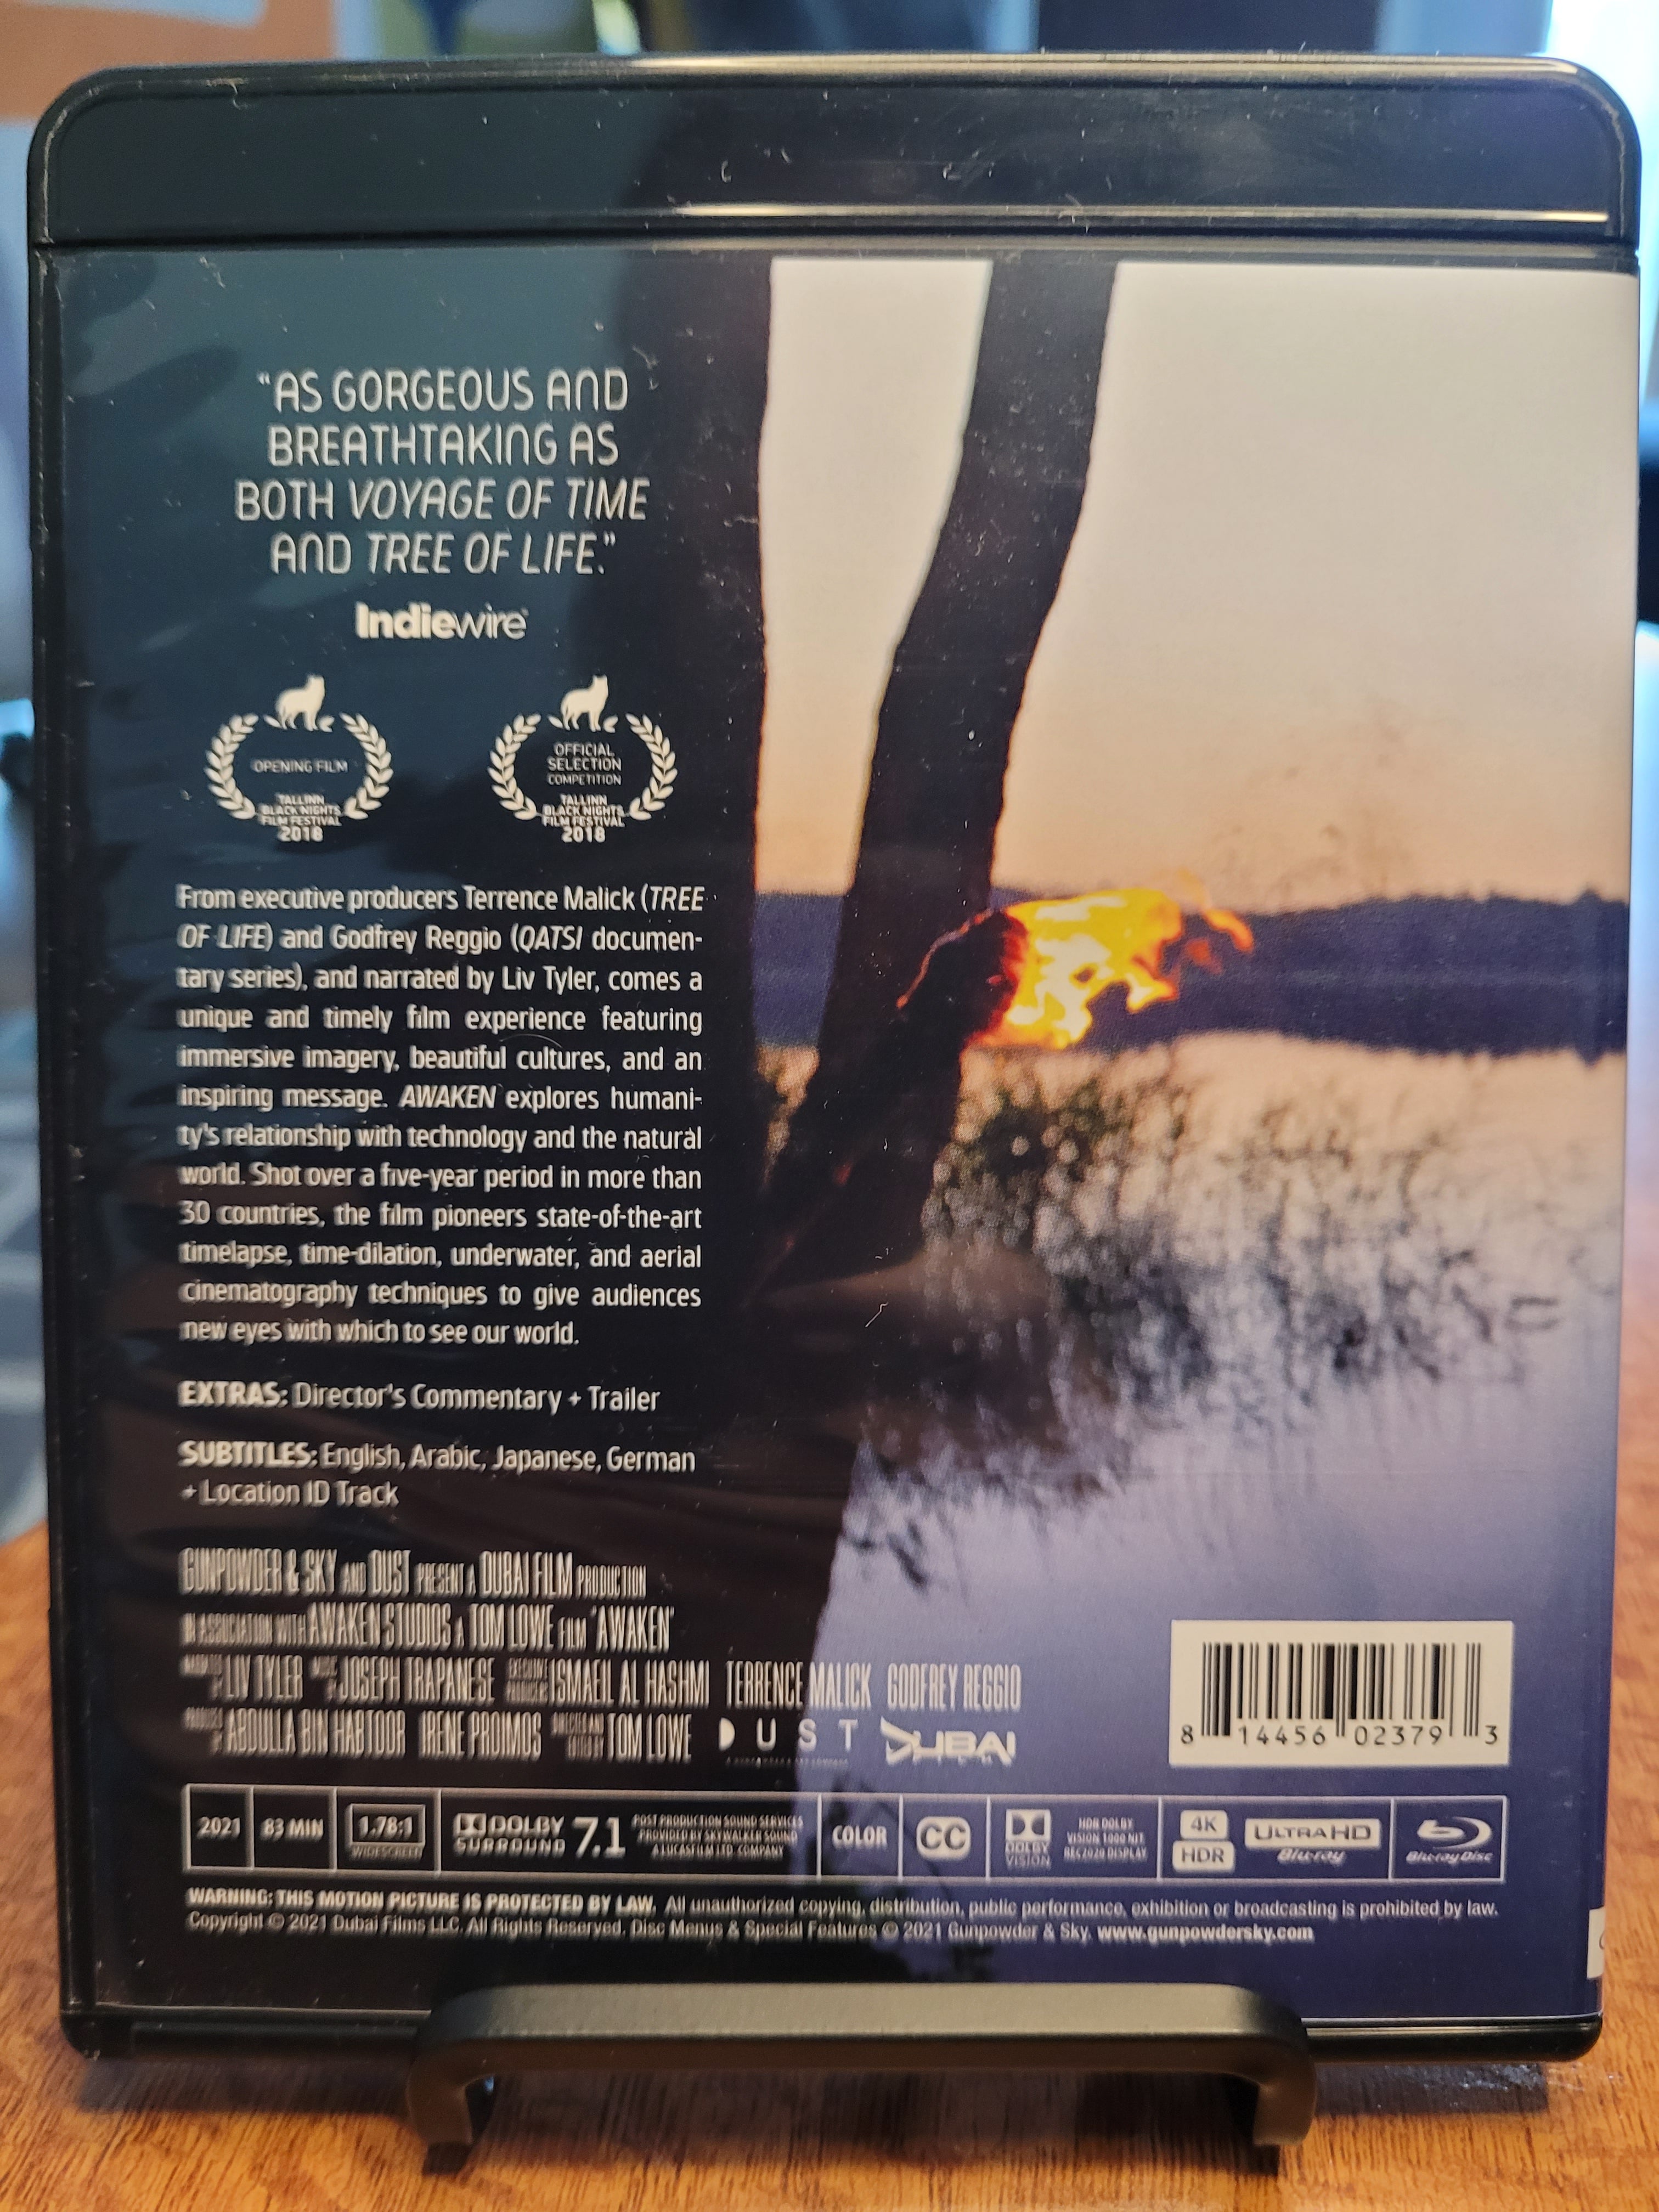 “AS GORGEOUS AND
BREATHTAKING AS
BOTH VOYAGE OF TIME
AND TREE OF LIFE.”
Indiewire
OPENING FILM
TALLINN
BLACK NIGHTS
FILM FESTIVAL
2018
OFFICIAL
SELECTION
COMPETITION
TALLINN
BLACK NIGHTS
FILM FESTIVAL
2018
From executive producers Terrence Malick (TREE
OF LIFE) and Godfrey Reggio (QATSI documen-
tary series), and narrated by Liv Tyler, comes a
unique and timely film experience featuring
immersive imagery, beautiful cultures, and an
inspiring message. AWAKEN explores humani-
ty's relationship with technology and the natural
world. Shot over a five-year period in more than
30 countries, the film pioneers state-of-the-art
timelapse, time-dilation, underwater, and aerial
cinematography techniques to give audiences
new eyes with which to see our world.
EXTRAS: Director's Commentary + Trailer
SUBTITLES: English, Arabic, Japanese, German
+ Location ID Track
GUNPOWDER & SKY AND DUST PRESENT A DUBAI FILM PRODUCTION
IN ASSOCIATION WITH AWAKEN STUDIOS A TOM LOWE FILM 'AWAKEN'
LIV TYLER JOSEPH TRAPANESE ISMAEIL AL HASHMI TERRENCE MALICK GODFREY REGGIO
ABDULLA BIN HABTOOR IRENE PROIMOS TOM LOWE DUST DUBAI
8 14456 02379 3
2021
83 MIN
1.78:1
WIDESCREEN
DOLBY
SURROUND 7.1
POST PRODUCTION SOUND SERVICES
PROVIDED BY SKYWALKER SOUND
A LUCASFILM LTD. COMPANY
COLOR
CC
DOLBY
VISION
HDR DOLBY
VISION 1000 NIT
REC2020 DISPLAY
4K
HDR
ULTRA HD
Blu-ray
Blu-ray Disc
WARNING: THIS MOTION PICTURE IS PROTECTED BY LAW. All unauthorized copying, distribution, public performance, exhibition or broadcasting is prohibited by law.
Copyright © 2021 Dubai Films LLC. All Rights Reserved. Disc Menus & Special Features © 2021 Gunpowder & Sky. www.gunpowdersky.com